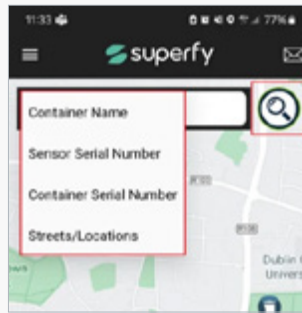 11:33
77%
superfy
Container Name
Sensor Serial Number
Container Serial Number
Streets/Locations
Dublin
Univers